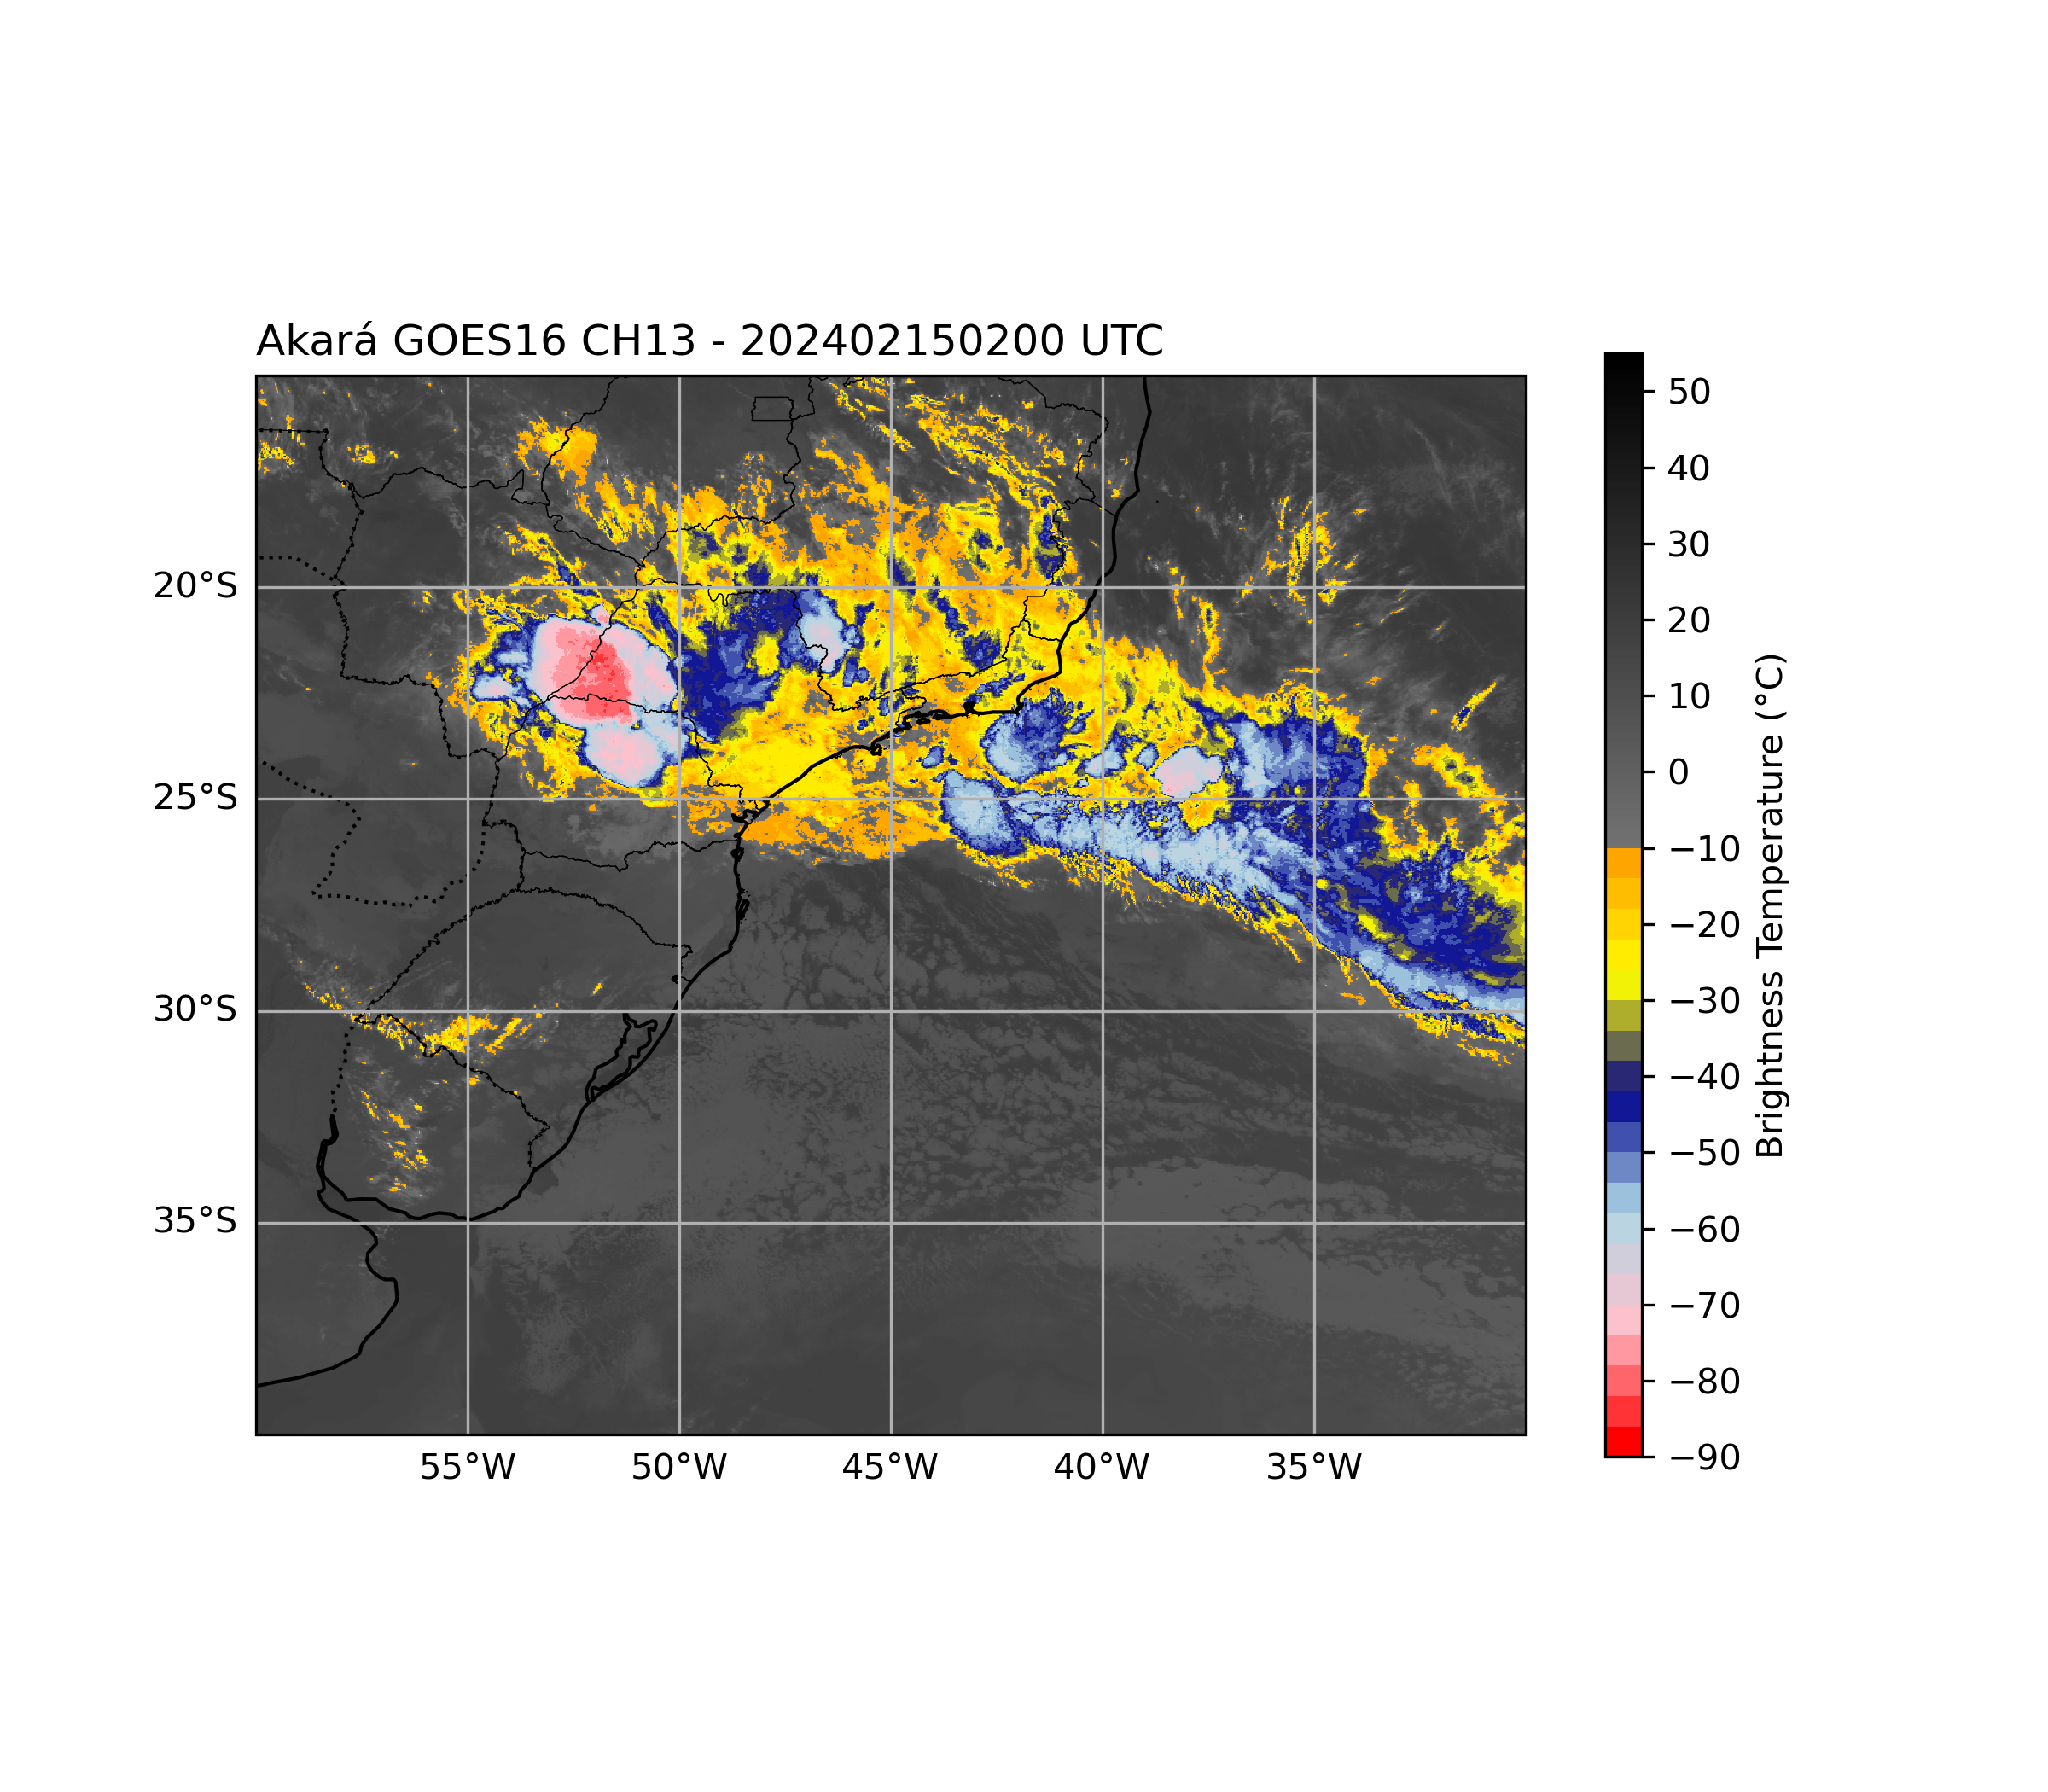 Akará GOES16 CH13 - 202402150200 UTC
20°S
25°S
30°S
35°S
55°W
50°W
45°W
40°W
35°W
50
40
30
20
10
0
−10
−20
−30
−40
−50
−60
−70
−80
−90
Brightness Temperature (°C)